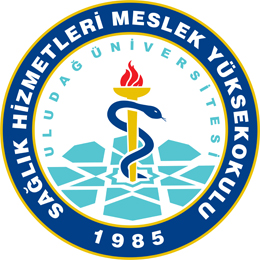 SAĞLIK HİZMETLERİ MESLEK YÜKSEKOKULU
ULUDAĞ ÜNİVERSİTESİ
1985